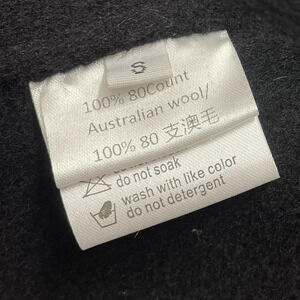 S
100% 80Count
Australian wool/
100% 80 支澳毛
do not soak
wash with like color
do not detergent